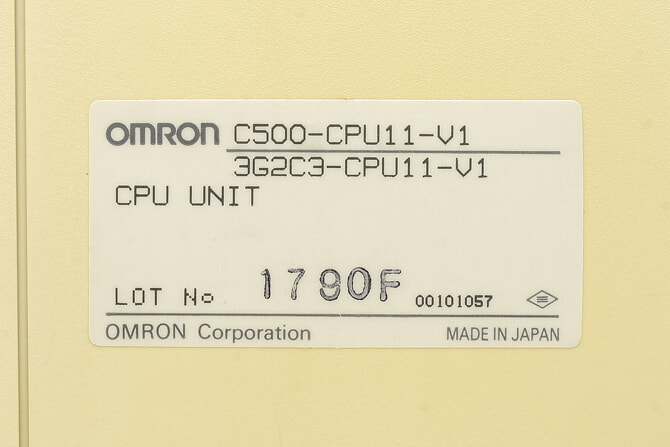 OMRON C500-CPU11-V1
3G2C3-CPU11-V1
CPU UNIT
LOT No 1790F 00101057
OMRON Corporation MADE IN JAPAN